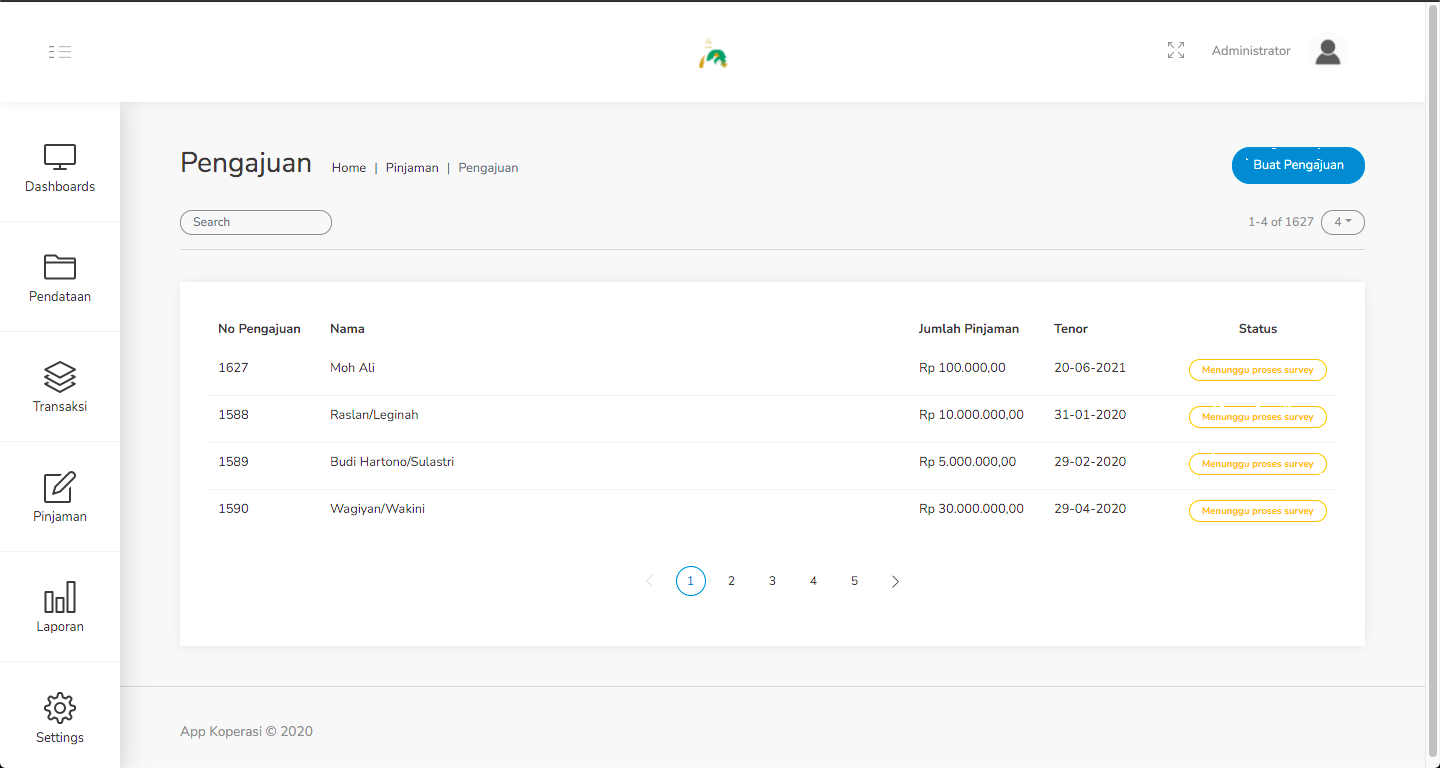 Administrator
Dashboards
Pendataan
Transaksi
Pinjaman
Laporan
Settings
Pengajuan Home | Pinjaman | Pengajuan
Buat Pengajuan
Search
1-4 of 1627 4
No Pengajuan Nama Jumlah Pinjaman Tenor Status
1627 Moh Ali Rp 100.000,00 20-06-2021 Menunggu proses survey
1588 Raslan/Leginah Rp 10.000.000,00 31-01-2020 Menunggu proses survey
1589 Budi Hartono/Sulastri Rp 5.000.000,00 29-02-2020 Menunggu proses survey
1590 Wagiyan/Wakini Rp 30.000.000,00 29-04-2020 Menunggu proses survey
1 2 3 4 5
App Koperasi © 2020